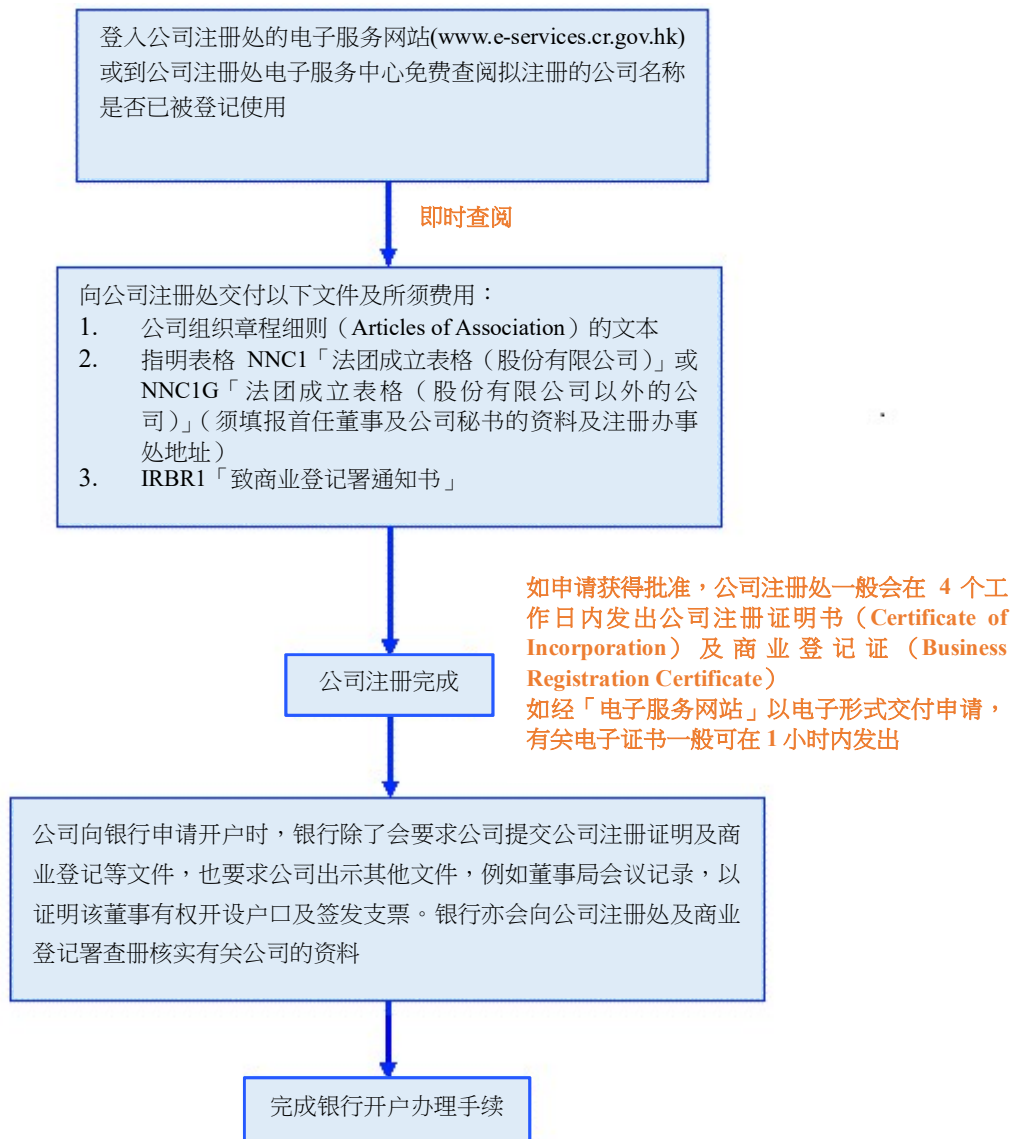 登入公司注册处的电子服务网站(www.e-services.cr.gov.hk)
或到公司注册处电子服务中心免费查阅拟注册的公司名称
是否已被登记使用
即时查阅
向公司注册处交付以下文件及所须费用：
1. 公司组织章程细则（Articles of Association）的文本
2. 指明表格 NNC1「法团成立表格（股份有限公司）」或
NNC1G「法团成立表格（股份有限公司以外的公
司）」（须填报首任董事及公司秘书的资料及注册办事
处地址）
3. IRBR1「致商业登记署通知书」
如申请获得批准，公司注册处一般会在 4 个工
作日内发出公司注册证明书（Certificate of
Incorporation）及商业登记证（Business
Registration Certificate）
如经「电子服务网站」以电子形式交付申请，
有关电子证书一般可在 1 小时内发出
公司注册完成
公司向银行申请开户时，银行除了会要求公司提交公司注册证明及商
业登记等文件，也要求公司出示其他文件，例如董事局会议记录，以
证明该董事有权开设户口及签发支票。银行亦会向公司注册处及商业
登记署查册核实有关公司的资料
完成银行开户办理手续